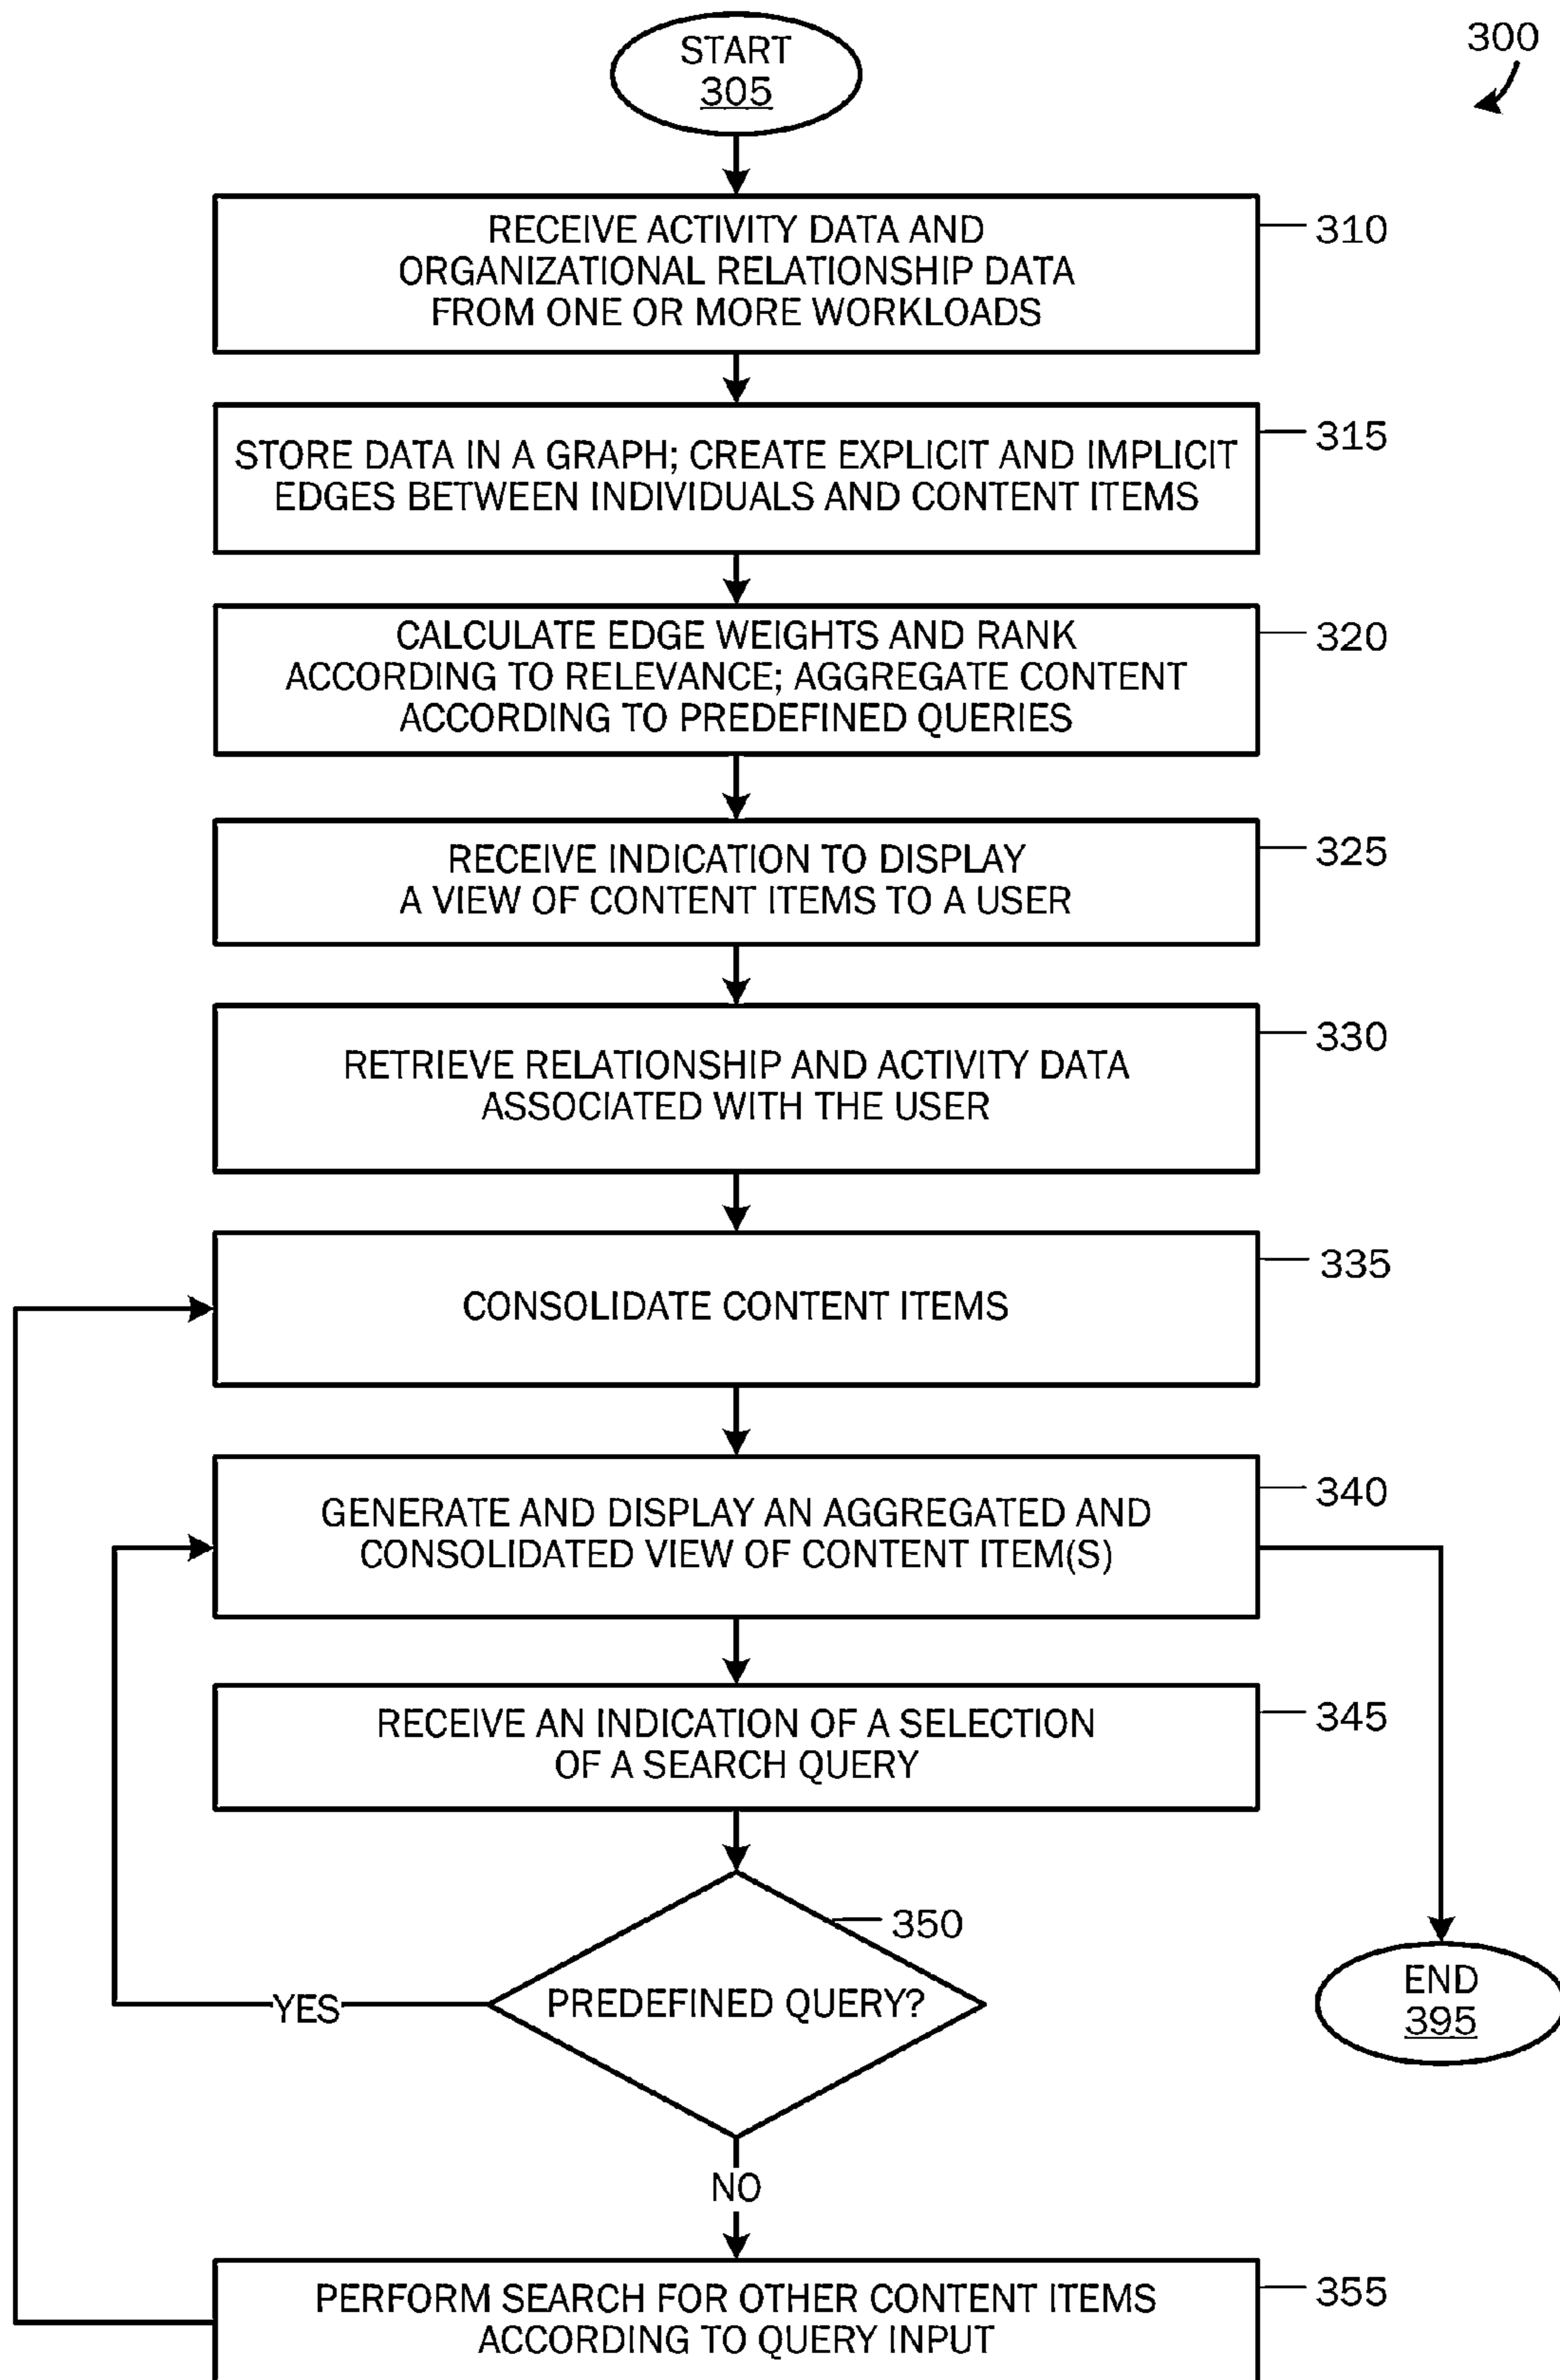 300
START
305
RECEIVE ACTIVITY DATA AND
ORGANIZATIONAL RELATIONSHIP DATA
FROM ONE OR MORE WORKLOADS
310
STORE DATA IN A GRAPH; CREATE EXPLICIT AND IMPLICIT
EDGES BETWEEN INDIVIDUALS AND CONTENT ITEMS
315
CALCULATE EDGE WEIGHTS AND RANK
ACCORDING TO RELEVANCE; AGGREGATE CONTENT
ACCORDING TO PREDEFINED QUERIES
320
RECEIVE INDICATION TO DISPLAY
A VIEW OF CONTENT ITEMS TO A USER
325
RETRIEVE RELATIONSHIP AND ACTIVITY DATA
ASSOCIATED WITH THE USER
330
CONSOLIDATE CONTENT ITEMS
335
GENERATE AND DISPLAY AN AGGREGATED AND
CONSOLIDATED VIEW OF CONTENT ITEM(S)
340
RECEIVE AN INDICATION OF A SELECTION
OF A SEARCH QUERY
345
PREDEFINED QUERY?
350
YES
END
395
NO
PERFORM SEARCH FOR OTHER CONTENT ITEMS
ACCORDING TO QUERY INPUT
355